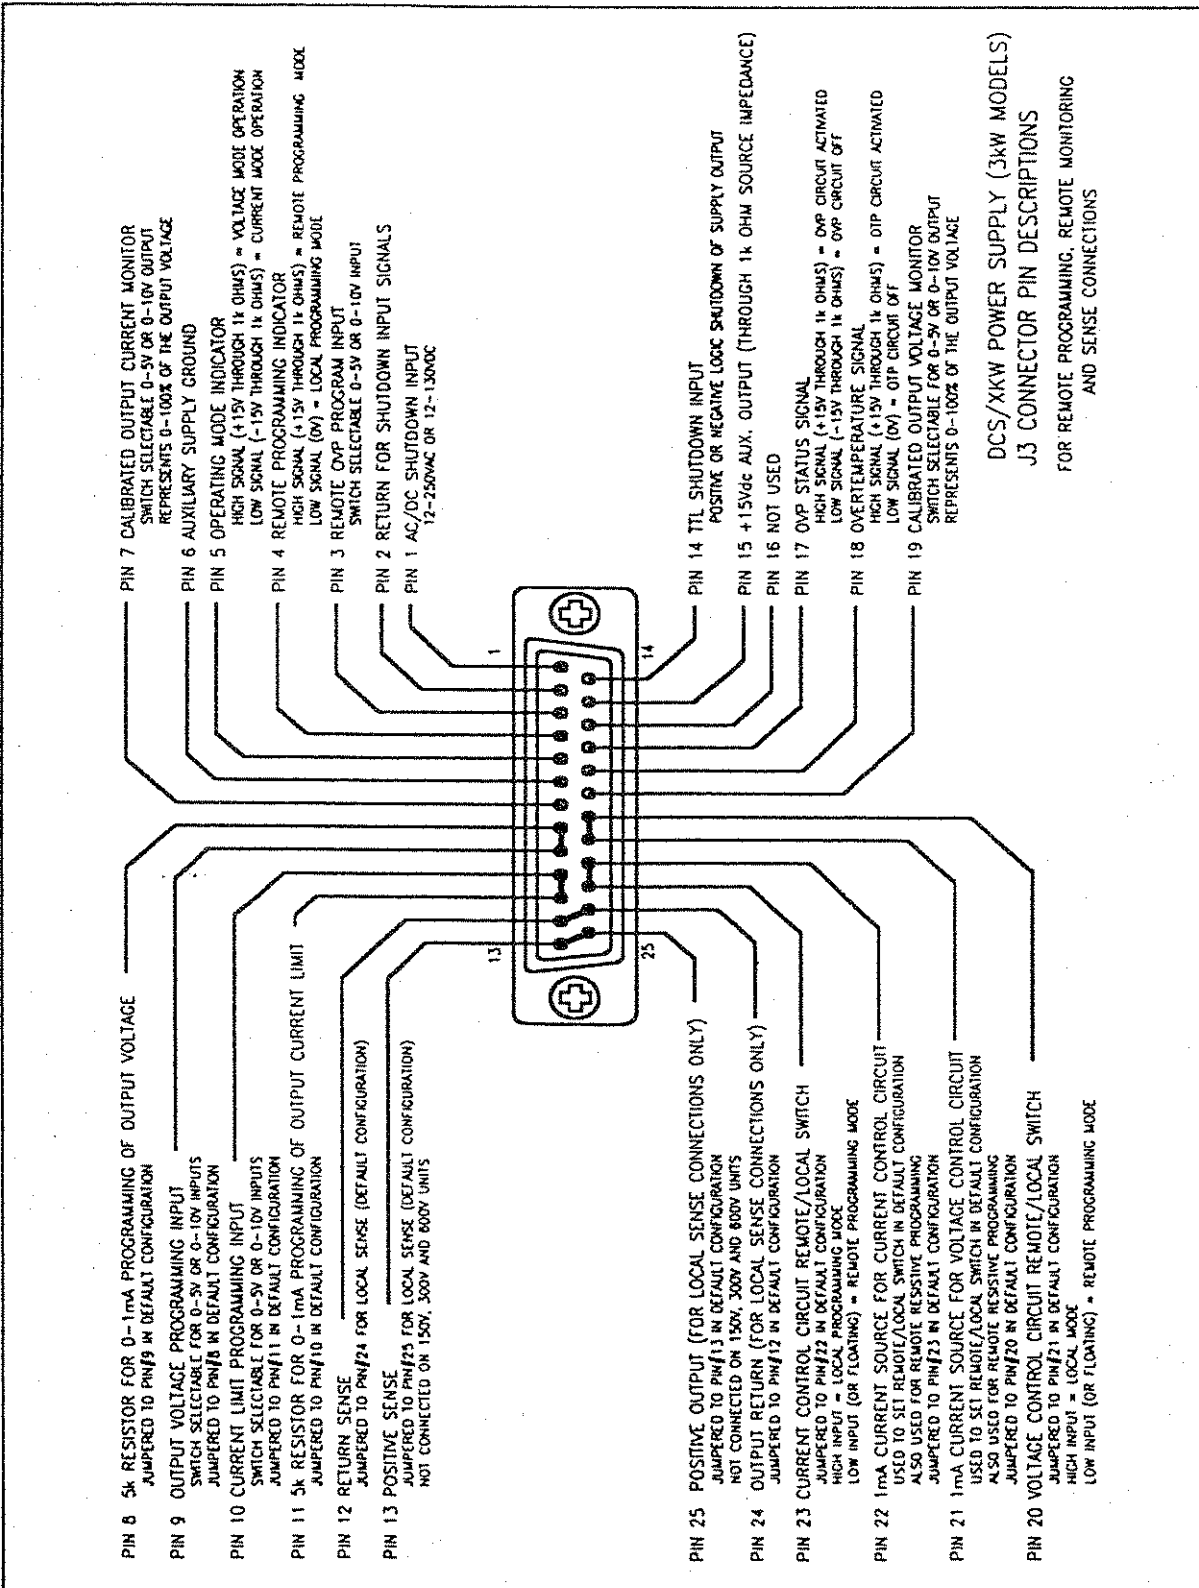 PIN 7 CALIBRATED OUTPUT CURRENT MONITOR
SWITCH SELECTABLE 0-5V OR 0-10V OUTPUT
REPRESENTS 0-100% OF THE OUTPUT VOLTAGE
PIN 6 AUXILIARY SUPPLY GROUND
PIN 5 OPERATING MODE INDICATOR
HIGH SIGNAL (+15V THROUGH 1k OHMS) = VOLTAGE MODE OPERATION
LOW SIGNAL (-15V THROUGH 1k OHMS) = CURRENT MODE OPERATION
PIN 4 REMOTE PROGRAMMING INDICATOR
HIGH SIGNAL (+15V THROUGH 1k OHMS) = REMOTE PROGRAMMING MODE
LOW SIGNAL (0V) = LOCAL PROGRAMMING MODE
PIN 3 REMOTE OVP PROGRAM INPUT
SWITCH SELECTABLE 0-5V OR 0-10V INPUT
PIN 2 RETURN FOR SHUTDOWN INPUT SIGNALS
PIN 1 AC/DC SHUTDOWN INPUT
12-250VAC OR 12-130VDC
PIN 14 TTL SHUTDOWN INPUT
POSITIVE OR NEGATIVE LOGIC SHUTDOWN OF SUPPLY OUTPUT
PIN 15 +15Vdc AUX. OUTPUT (THROUGH 1k OHM SOURCE IMPEDANCE)
PIN 16 NOT USED
PIN 17 OVP STATUS SIGNAL
HIGH SIGNAL (+15V THROUGH 1k OHMS) = OVP CIRCUIT ACTIVATED
LOW SIGNAL (-15V THROUGH 1k OHMS) = OVP CIRCUIT OFF
PIN 18 OVERTEMPERATURE SIGNAL
HIGH SIGNAL (+15V THROUGH 1k OHMS) = OTP CIRCUIT ACTIVATED
LOW SIGNAL (0V) = OTP CIRCUIT OFF
PIN 19 CALIBRATED OUTPUT VOLTAGE MONITOR
SWITCH SELECTABLE FOR 0-5V OR 0-10V OUTPUT
REPRESENTS 0-100% OF THE OUTPUT VOLTAGE
1
14
13
25
PIN 8 5k RESISTOR FOR 0-1mA PROGRAMMING OF OUTPUT VOLTAGE
JUMPERED TO PIN#9 IN DEFAULT CONFIGURATION
PIN 9 OUTPUT VOLTAGE PROGRAMMING INPUT
SWITCH SELECTABLE FOR 0-5V OR 0-10V INPUTS
JUMPERED TO PIN#8 IN DEFAULT CONFIGURATION
PIN 10 CURRENT LIMIT PROGRAMMING INPUT
SWITCH SELECTABLE FOR 0-5V OR 0-10V INPUTS
JUMPERED TO PIN#11 IN DEFAULT CONFIGURATION
PIN 11 5k RESISTOR FOR 0-1mA PROGRAMMING OF OUTPUT CURRENT LIMIT
JUMPERED TO PIN#10 IN DEFAULT CONFIGURATION
PIN 12 RETURN SENSE
JUMPERED TO PIN#24 FOR LOCAL SENSE (DEFAULT CONFIGURATION)
PIN 13 POSITIVE SENSE
JUMPERED TO PIN#25 FOR LOCAL SENSE (DEFAULT CONFIGURATION)
NOT CONNECTED ON 150V, 300V AND 600V UNITS
PIN 25 POSITIVE OUTPUT (FOR LOCAL SENSE CONNECTIONS ONLY)
JUMPERED TO PIN#13 IN DEFAULT CONFIGURATION
NOT CONNECTED ON 150V, 300V AND 600V UNITS
PIN 24 OUTPUT RETURN (FOR LOCAL SENSE CONNECTIONS ONLY)
JUMPERED TO PIN#12 IN DEFAULT CONFIGURATION
PIN 23 CURRENT CONTROL CIRCUIT REMOTE/LOCAL SWITCH
JUMPERED TO PIN#22 IN DEFAULT CONFIGURATION
HIGH INPUT = LOCAL PROGRAMMING MODE
LOW INPUT (OR FLOATING) = REMOTE PROGRAMMING MODE
PIN 22 1mA CURRENT SOURCE FOR CURRENT CONTROL CIRCUIT
USED TO SET REMOTE/LOCAL SWITCH IN DEFAULT CONFIGURATION
ALSO USED FOR REMOTE RESISTIVE PROGRAMMING
JUMPERED TO PIN#23 IN DEFAULT CONFIGURATION
PIN 21 1mA CURRENT SOURCE FOR VOLTAGE CONTROL CIRCUIT
USED TO SET REMOTE/LOCAL SWITCH IN DEFAULT CONFIGURATION
ALSO USED FOR REMOTE RESISTIVE PROGRAMMING
JUMPERED TO PIN#20 IN DEFAULT CONFIGURATION
PIN 20 VOLTAGE CONTROL CIRCUIT REMOTE/LOCAL SWITCH
JUMPERED TO PIN#21 IN DEFAULT CONFIGURATION
HIGH INPUT = LOCAL MODE
LOW INPUT (OR FLOATING) = REMOTE PROGRAMMING MODE
DCS/XKW POWER SUPPLY (3KW MODELS)
J3 CONNECTOR PIN DESCRIPTIONS
FOR REMOTE PROGRAMMING, REMOTE MONITORING
AND SENSE CONNECTIONS